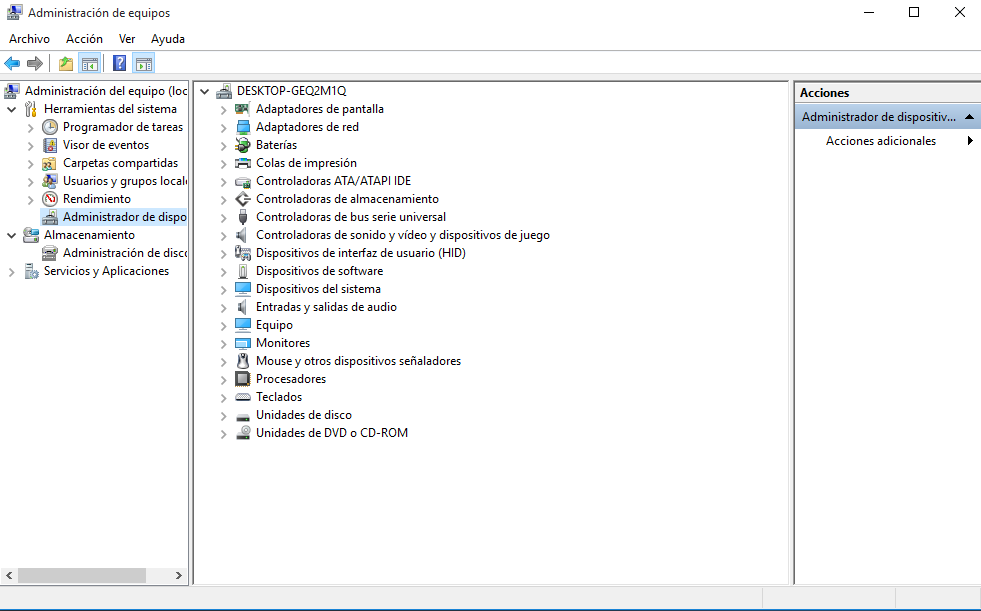 Administración de equipos
Archivo Acción Ver Ayuda
Administración del equipo (loc
Herramientas del sistema
Programador de tareas
Visor de eventos
Carpetas compartidas
Usuarios y grupos locale
Rendimiento
Administrador de dispo
Almacenamiento
Administración de disco
Servicios y Aplicaciones
DESKTOP-GEQ2M1Q
Adaptadores de pantalla
Adaptadores de red
Baterías
Colas de impresión
Controladoras ATA/ATAPI IDE
Controladoras de almacenamiento
Controladoras de bus serie universal
Controladoras de sonido y vídeo y dispositivos de juego
Dispositivos de interfaz de usuario (HID)
Dispositivos de software
Dispositivos del sistema
Entradas y salidas de audio
Equipo
Monitores
Mouse y otros dispositivos señaladores
Procesadores
Teclados
Unidades de disco
Unidades de DVD o CD-ROM
Acciones
Administrador de dispositiv...
Acciones adicionales